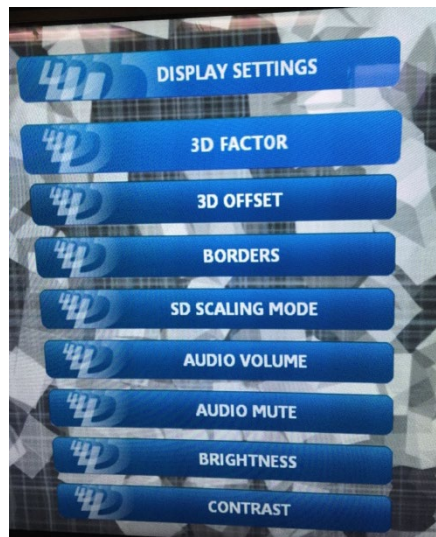 DISPLAY SETTINGS
3D FACTOR
3D OFFSET
BORDERS
SD SCALING MODE
AUDIO VOLUME
AUDIO MUTE
BRIGHTNESS
CONTRAST